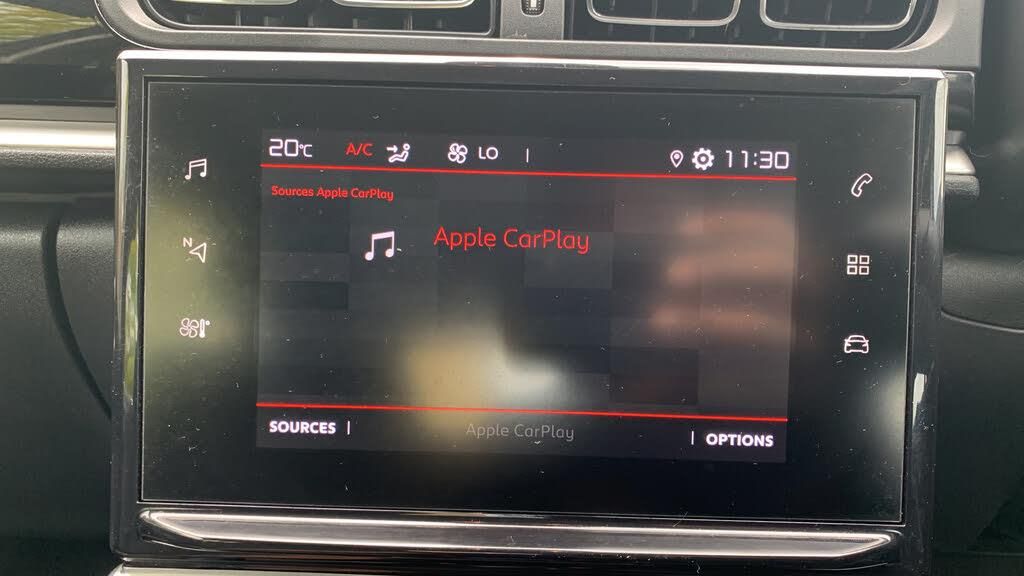 20°C A/C LO | 11:30
Sources Apple CarPlay
N
Apple CarPlay
SOURCES | Apple CarPlay | OPTIONS